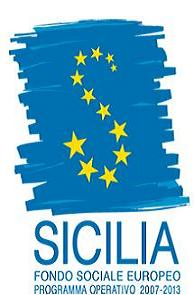 SICILIA
FONDO SOCIALE EUROPEO
PROGRAMMA OPERATIVO 2007-2013